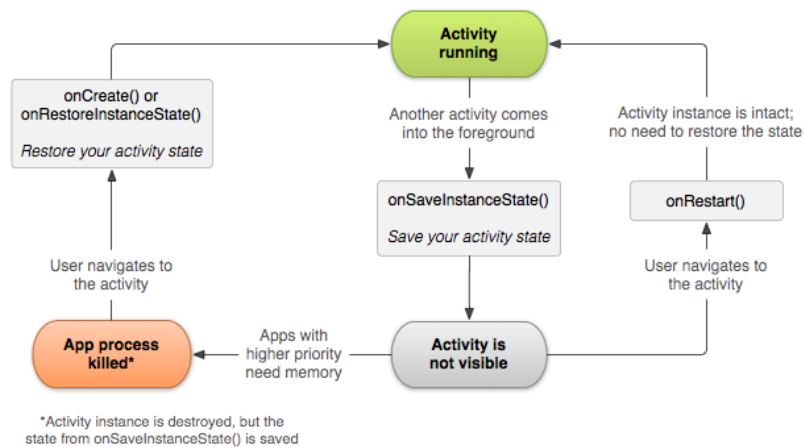 Activity
running
onCreate() or
onRestoreInstanceState()
Restore your activity state
Another activity comes
into the foreground
Activity instance is intact;
no need to restore the state
onSaveInstanceState()
Save your activity state
onRestart()
User navigates to
the activity
User navigates to
the activity
App process
killed*
Apps with
higher priority
need memory
Activity is
not visible
*Activity instance is destroyed, but the
state from onSaveInstanceState() is saved